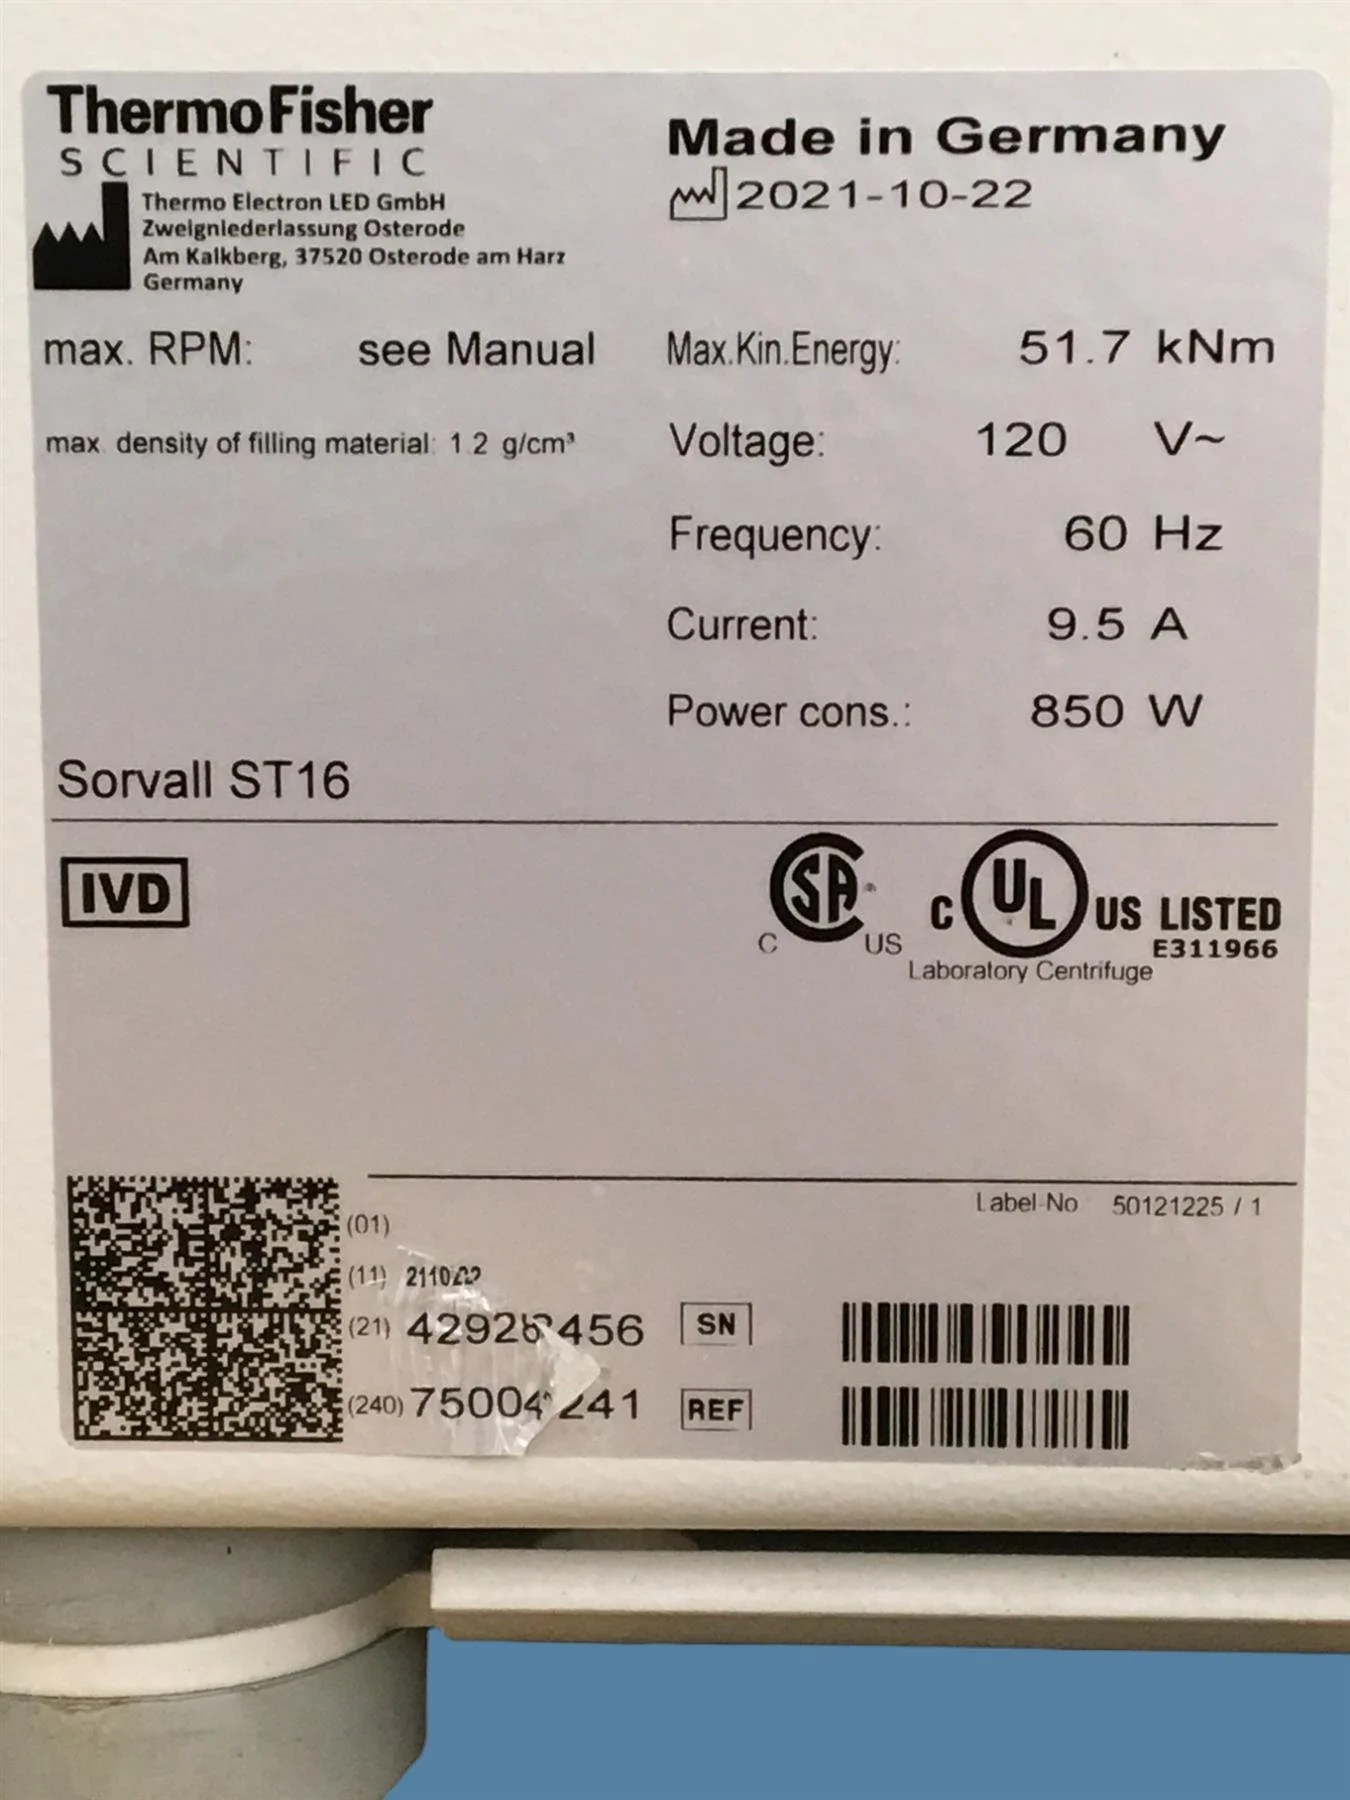 ThermoFisher
SCIENTIFIC
Thermo Electron LED GmbH
Zweigniederlassung Osterode
Am Kalkberg, 37520 Osterode am Harz
Germany
Made in Germany
2021-10-22
max. RPM: see Manual
Max.Kin.Energy: 51.7 kNm
max. density of filling material: 1.2 g/cm³
Voltage: 120 V~
Frequency: 60 Hz
Current: 9.5 A
Power cons.: 850 W
Sorvall ST16
IVD
SA
C US
C UL US LISTED
E311966
Laboratory Centrifuge
Label-No 50121225 / 1
(01)
(11)
(21) SN
(240) REF